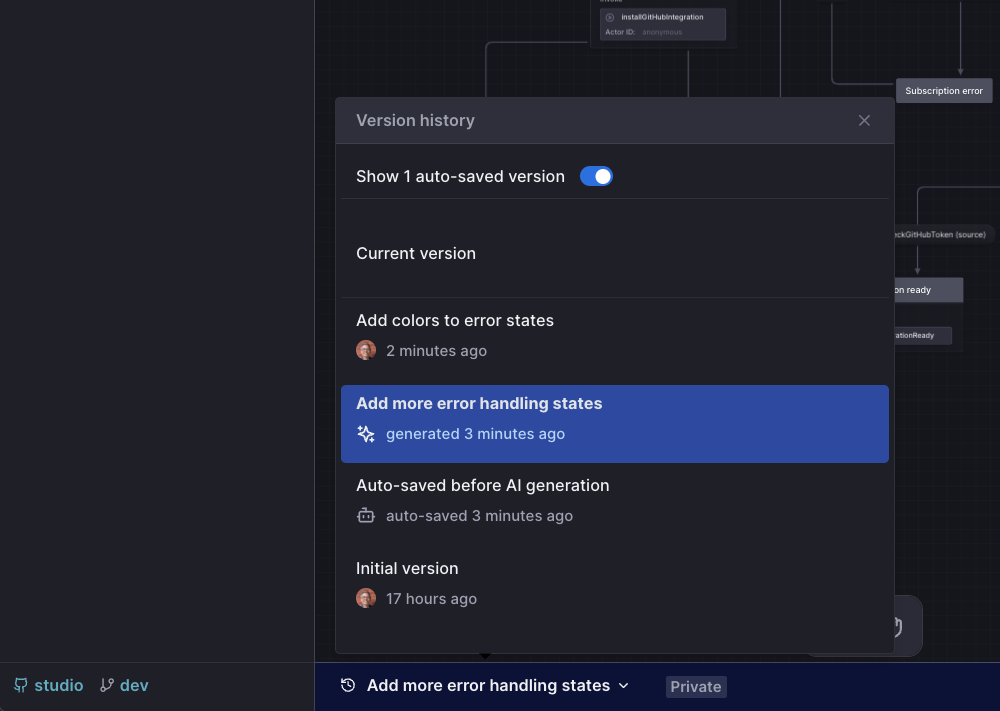 installGitHubIntegration
Actor ID: anonymous
Subscription error
Version history
Show 1 auto-saved version
Current version
ckGitHubToken (source)
on ready
Add colors to error states
rationReady
2 minutes ago
Add more error handling states
generated 3 minutes ago
Auto-saved before AI generation
auto-saved 3 minutes ago
Initial version
17 hours ago
studio dev
Add more error handling states Private